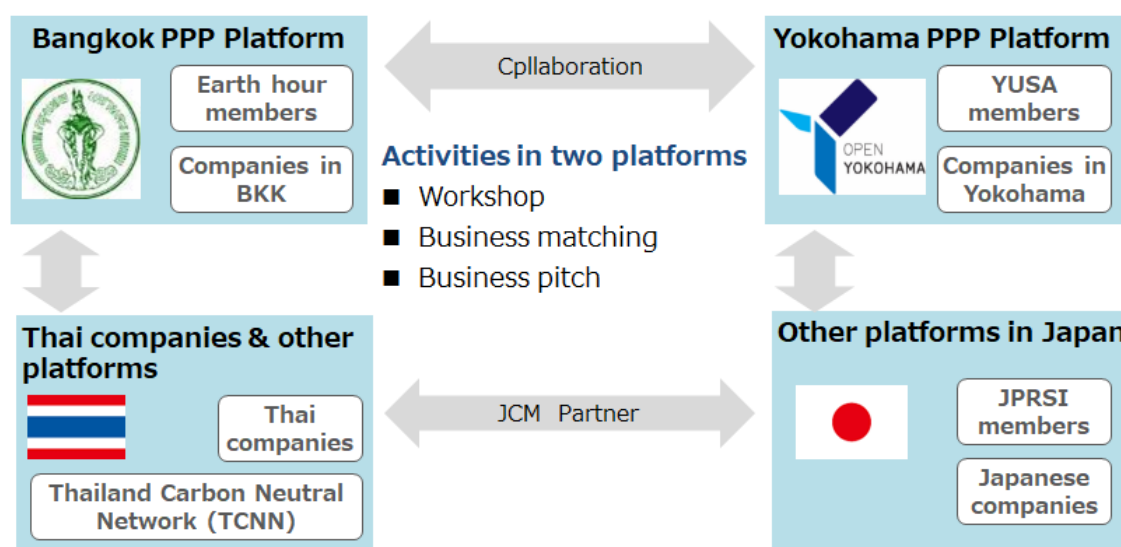 Bangkok PPP Platform
Earth hour
members
Companies in
BKK
Cpllaboration
Yokohama PPP Platform
OPEN
YOKOHAMA
YUSA
members
Companies in
Yokohama
Activities in two platforms
■ Workshop
■ Business matching
■ Business pitch
Thai companies & other
platforms
Thai
companies
Thailand Carbon Neutral
Network (TCNN)
JCM Partner
Other platforms in Japan
JPRSI
members
Japanese
companies